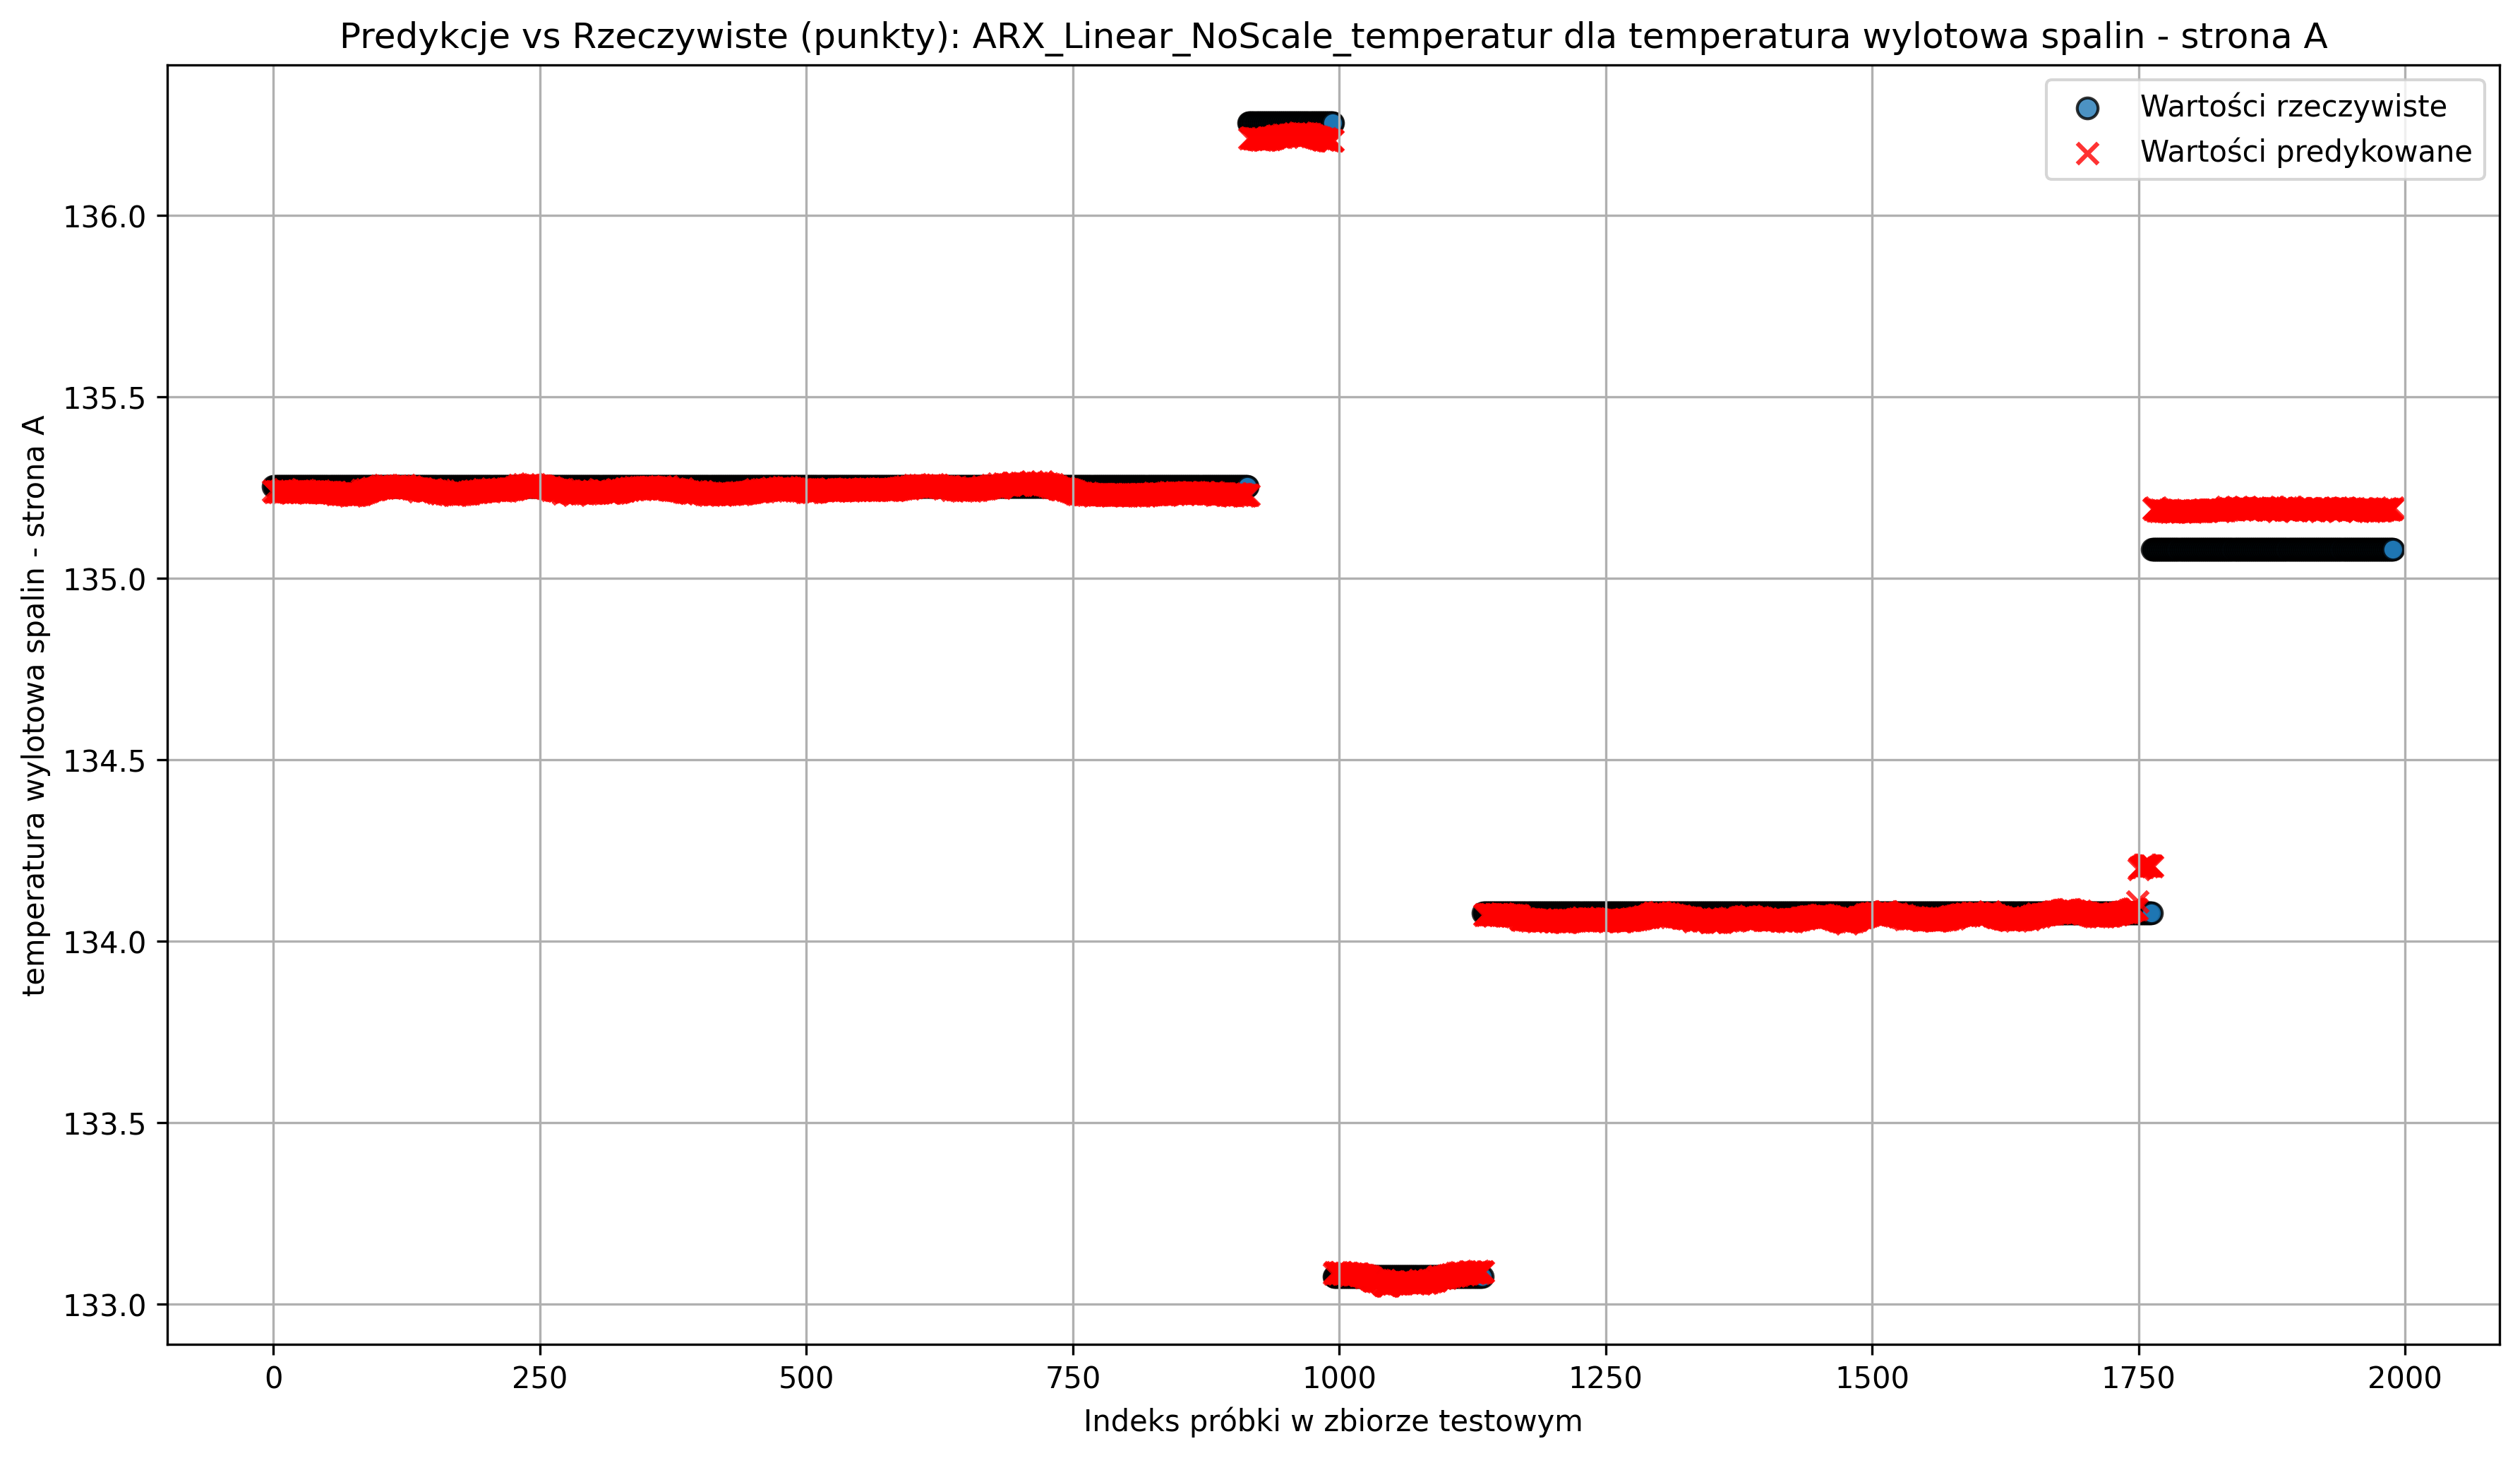 Predykcje vs Rzeczywiste (punkty): ARX_Linear_NoScale_temperatur dla temperatura wylotowa spalin - strona A
Wartości rzeczywiste
Wartości predykowane
temperatura wylotowa spalin - strona A
136.0
135.5
135.0
134.5
134.0
133.5
133.0
0 250 500 750 1000 1250 1500 1750 2000
Indeks próbki w zbiorze testowym